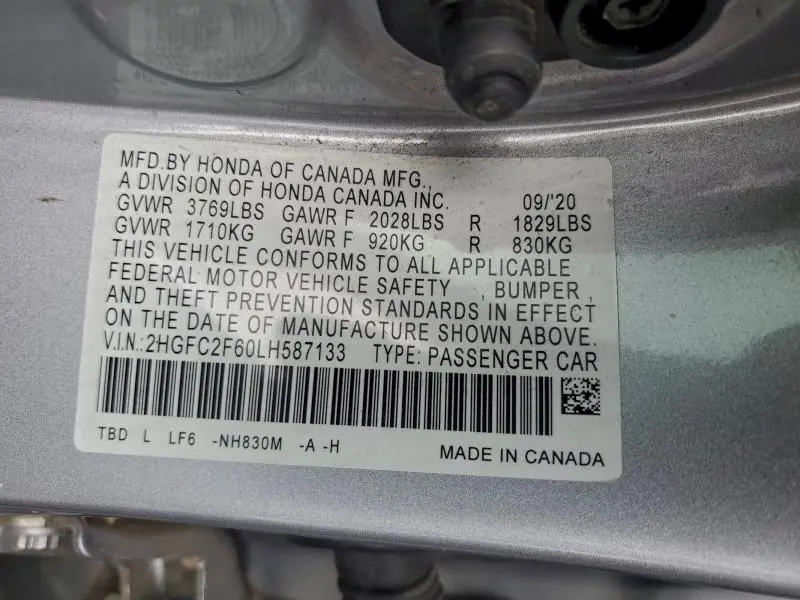 MFD.BY HONDA OF CANADA MFG.,
A DIVISION OF HONDA CANADA INC. 09/'20
GVWR 3769LBS GAWR F 2028LBS R 1829LBS
GVWR 1710KG GAWR F 920KG R 830KG
THIS VEHICLE CONFORMS TO ALL APPLICABLE
FEDERAL MOTOR VEHICLE SAFETY , BUMPER ,
AND THEFT PREVENTION STANDARDS IN EFFECT
ON THE DATE OF MANUFACTURE SHOWN ABOVE.
V.I.N.:2HGFC2F60LH587133 TYPE: PASSENGER CAR
TBD L LF6 -NH830M -A -H MADE IN CANADA